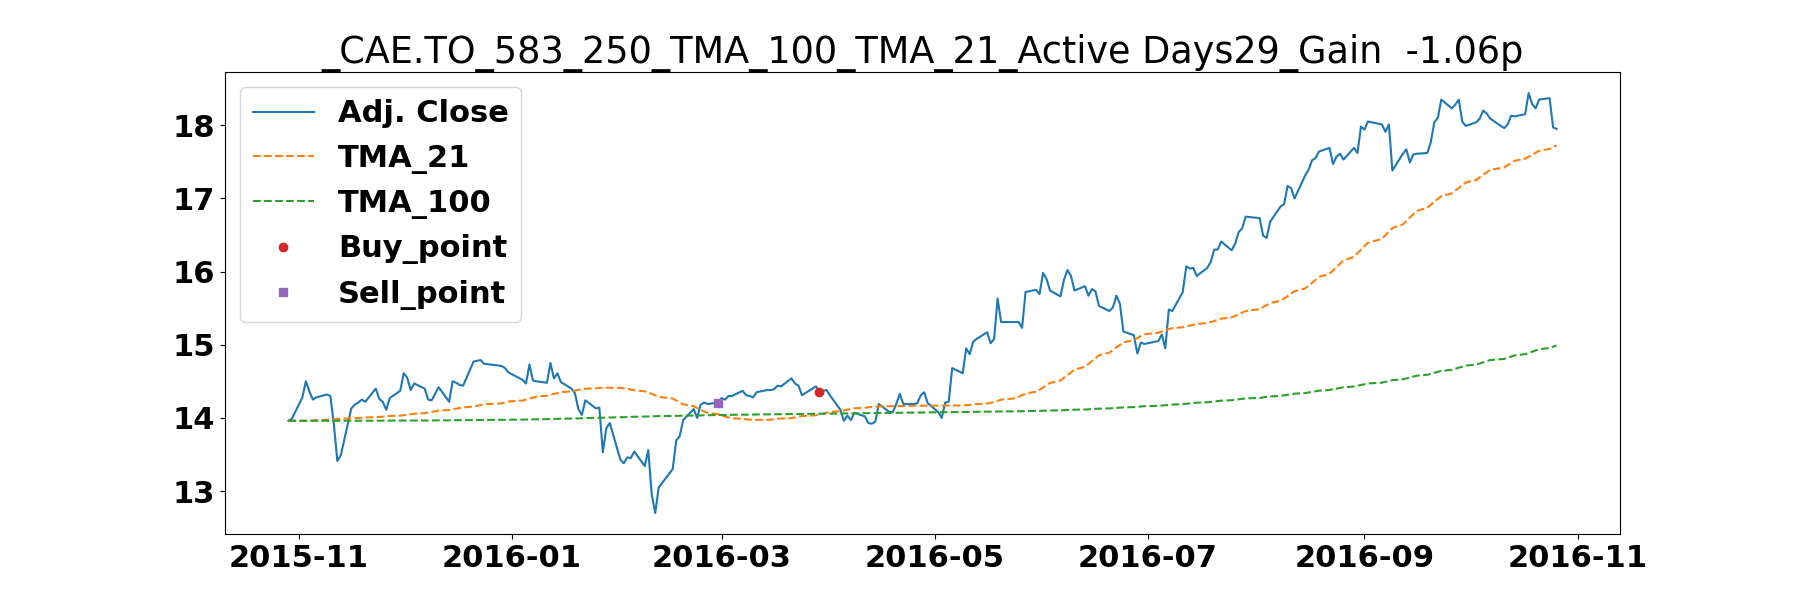 _CAE.TO_583_250_TMA_100_TMA_21_Active Days29_Gain  -1.06p
Adj. Close
TMA_21
TMA_100
Buy_point
Sell_point
18
17
16
15
14
13
2015-11
2016-01
2016-03
2016-05
2016-07
2016-09
2016-11